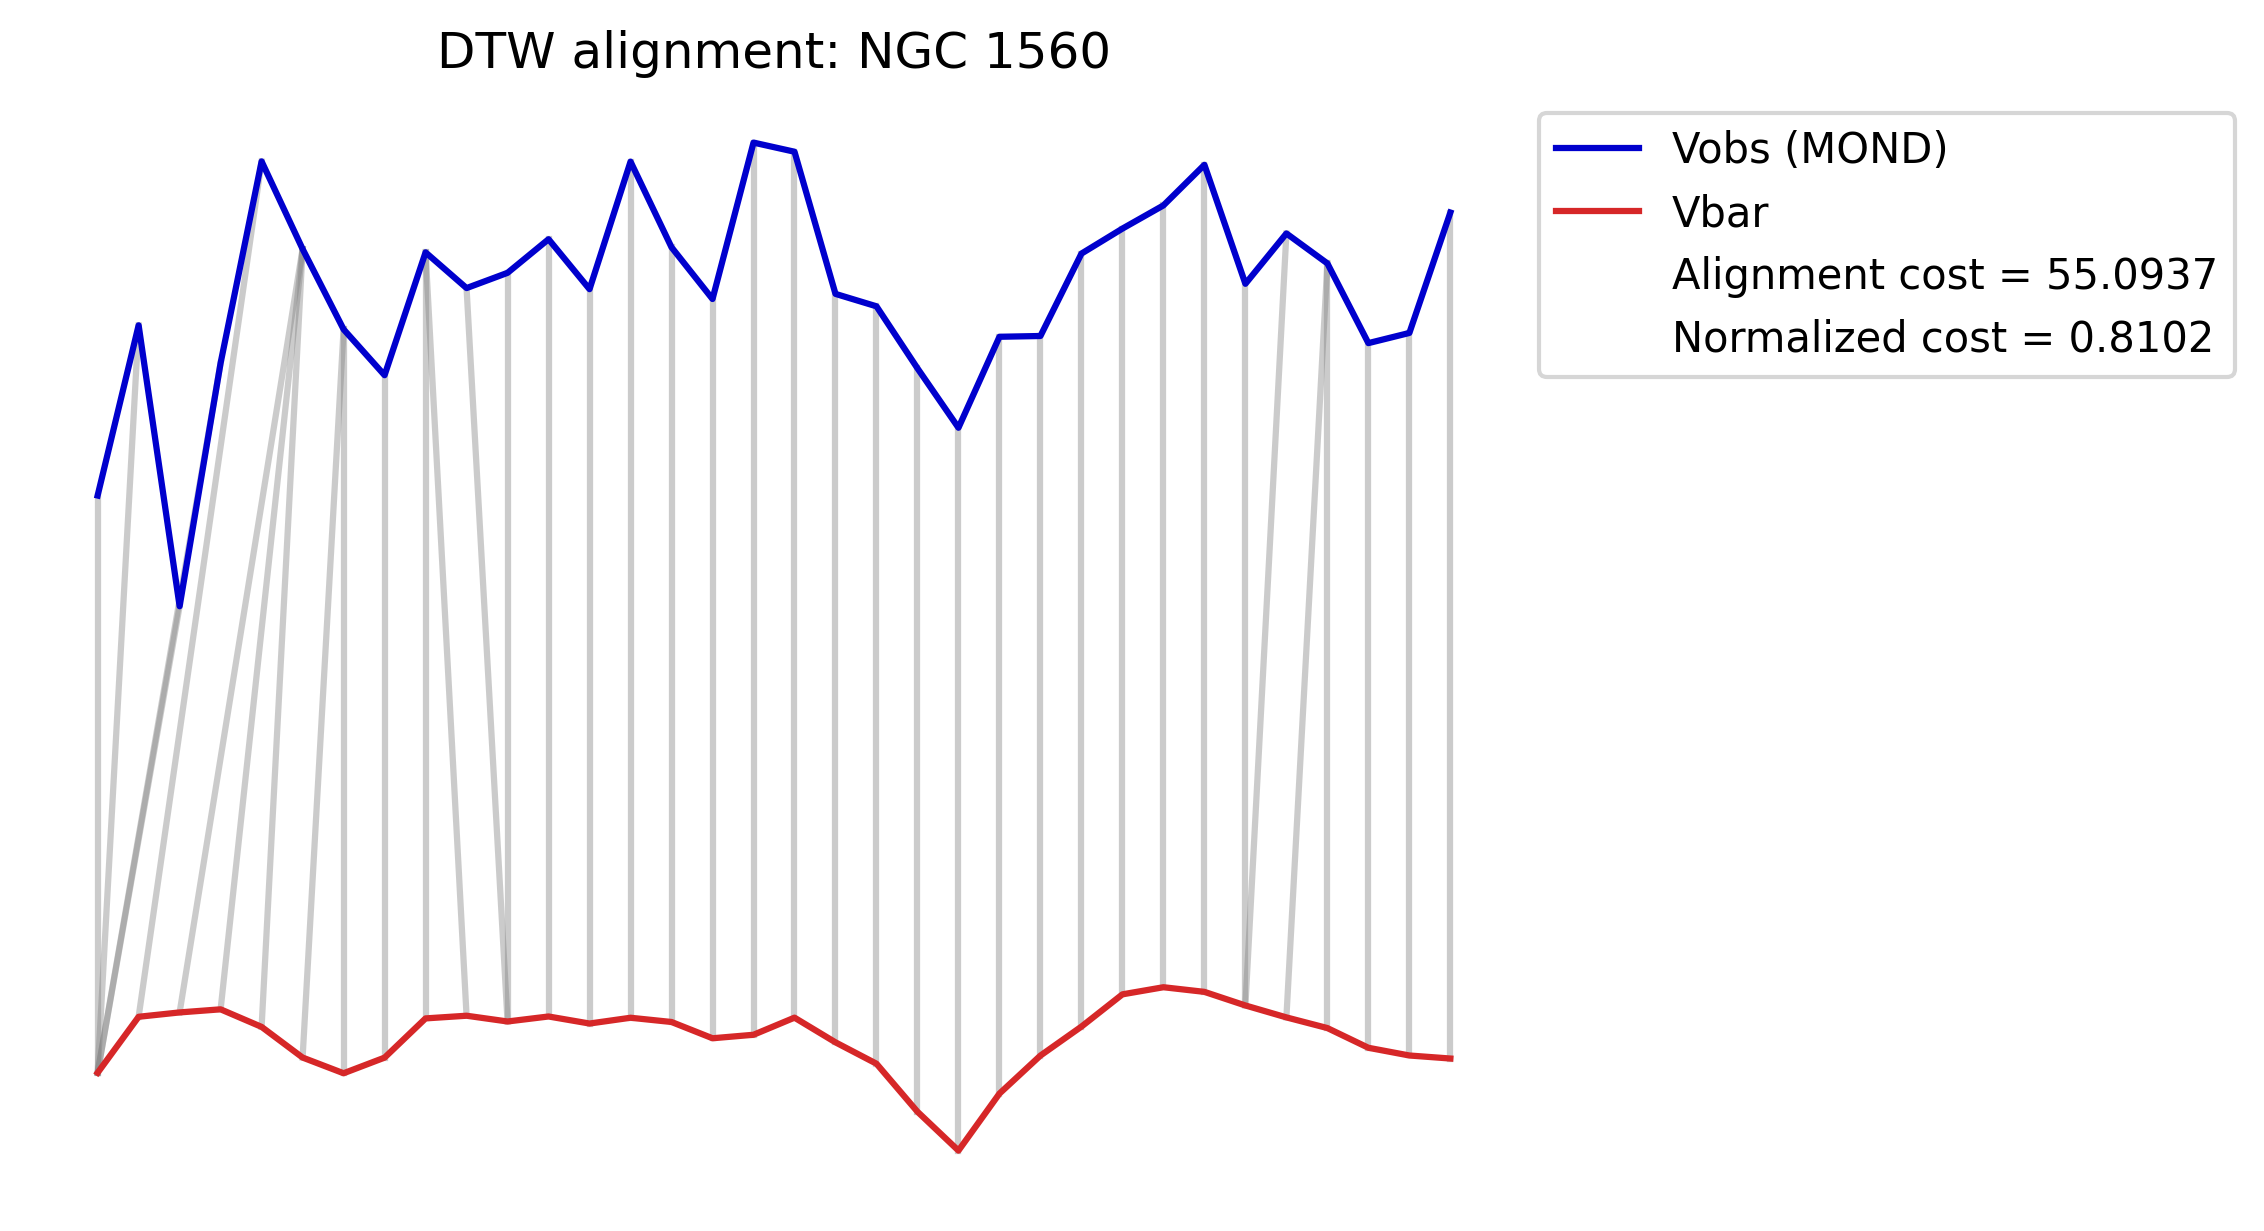 DTW alignment: NGC 1560
Vobs (MOND)
Vbar
Alignment cost = 55.0937
Normalized cost = 0.8102